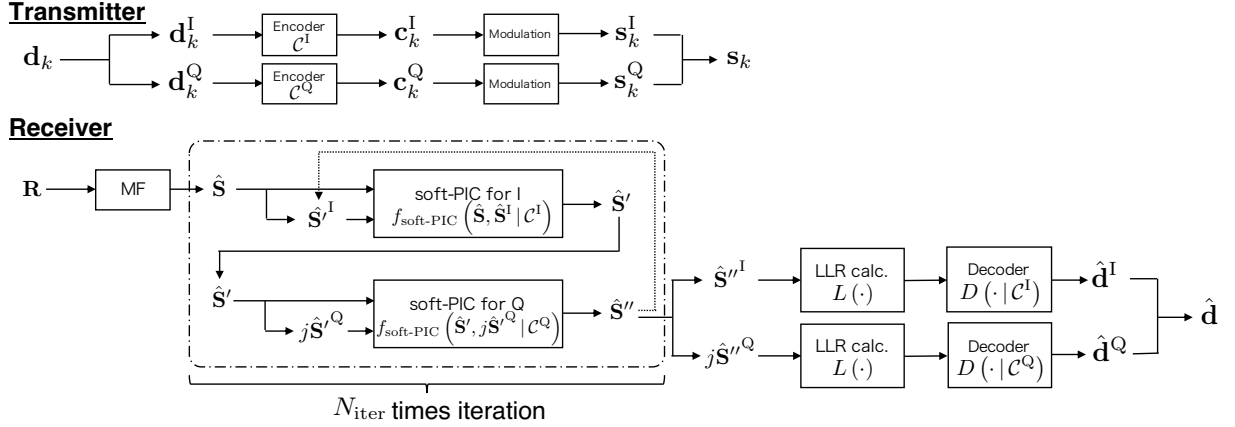 Transmitter
d_k
d_k^I
Encoder
C^I
c_k^I
Modulation
s_k^I
d_k^Q
Encoder
C^Q
c_k^Q
Modulation
s_k^Q
s_k
Receiver
R
MF
Ŝ
Ŝ'^I
soft-PIC for I
f_soft-PIC (Ŝ, Ŝ^I | C^I)
Ŝ'
Ŝ'
jŜ'^Q
soft-PIC for Q
f_soft-PIC (Ŝ', jŜ'^Q | C^Q)
Ŝ''
N_iter times iteration
Ŝ''^I
LLR calc.
L (·)
Decoder
D (· | C^I)
d̂^I
jŜ''^Q
LLR calc.
L (·)
Decoder
D (· | C^Q)
d̂^Q
d̂